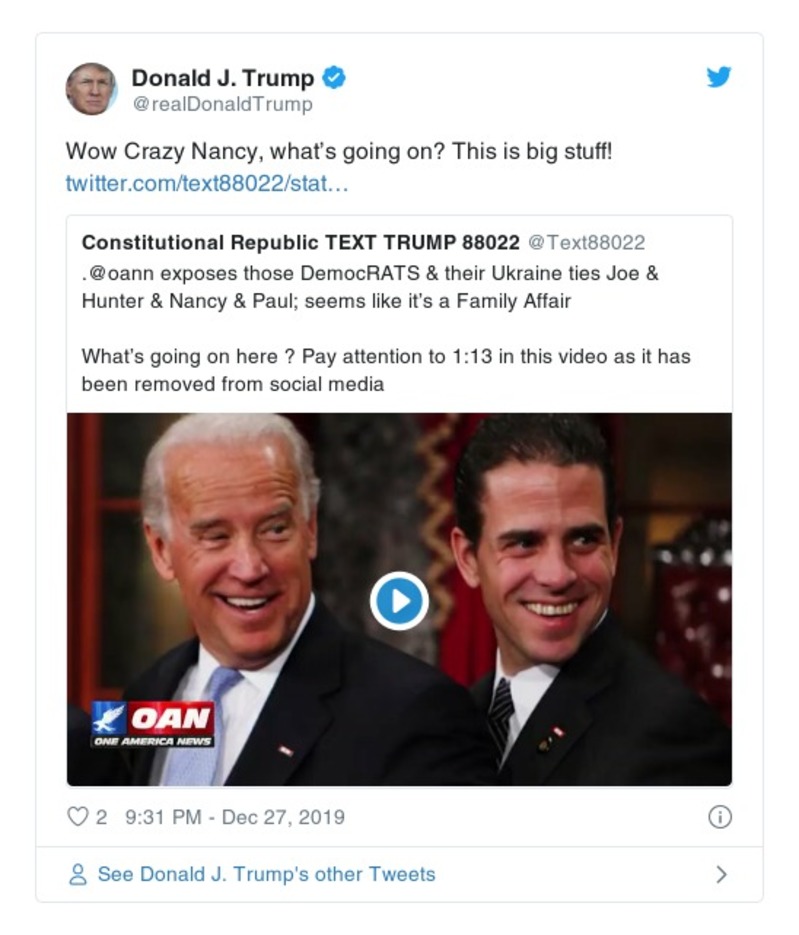 Donald J. Trump
@realDonaldTrump
Wow Crazy Nancy, what's going on? This is big stuff!
twitter.com/text88022/stat…
Constitutional Republic TEXT TRUMP 88022 @Text88022
.@oann exposes those DemocRATS & their Ukraine ties Joe &
Hunter & Nancy & Paul; seems like it's a Family Affair
What's going on here ? Pay attention to 1:13 in this video as it has
been removed from social media
OAN
ONE AMERICA NEWS
2 9:31 PM - Dec 27, 2019
See Donald J. Trump's other Tweets